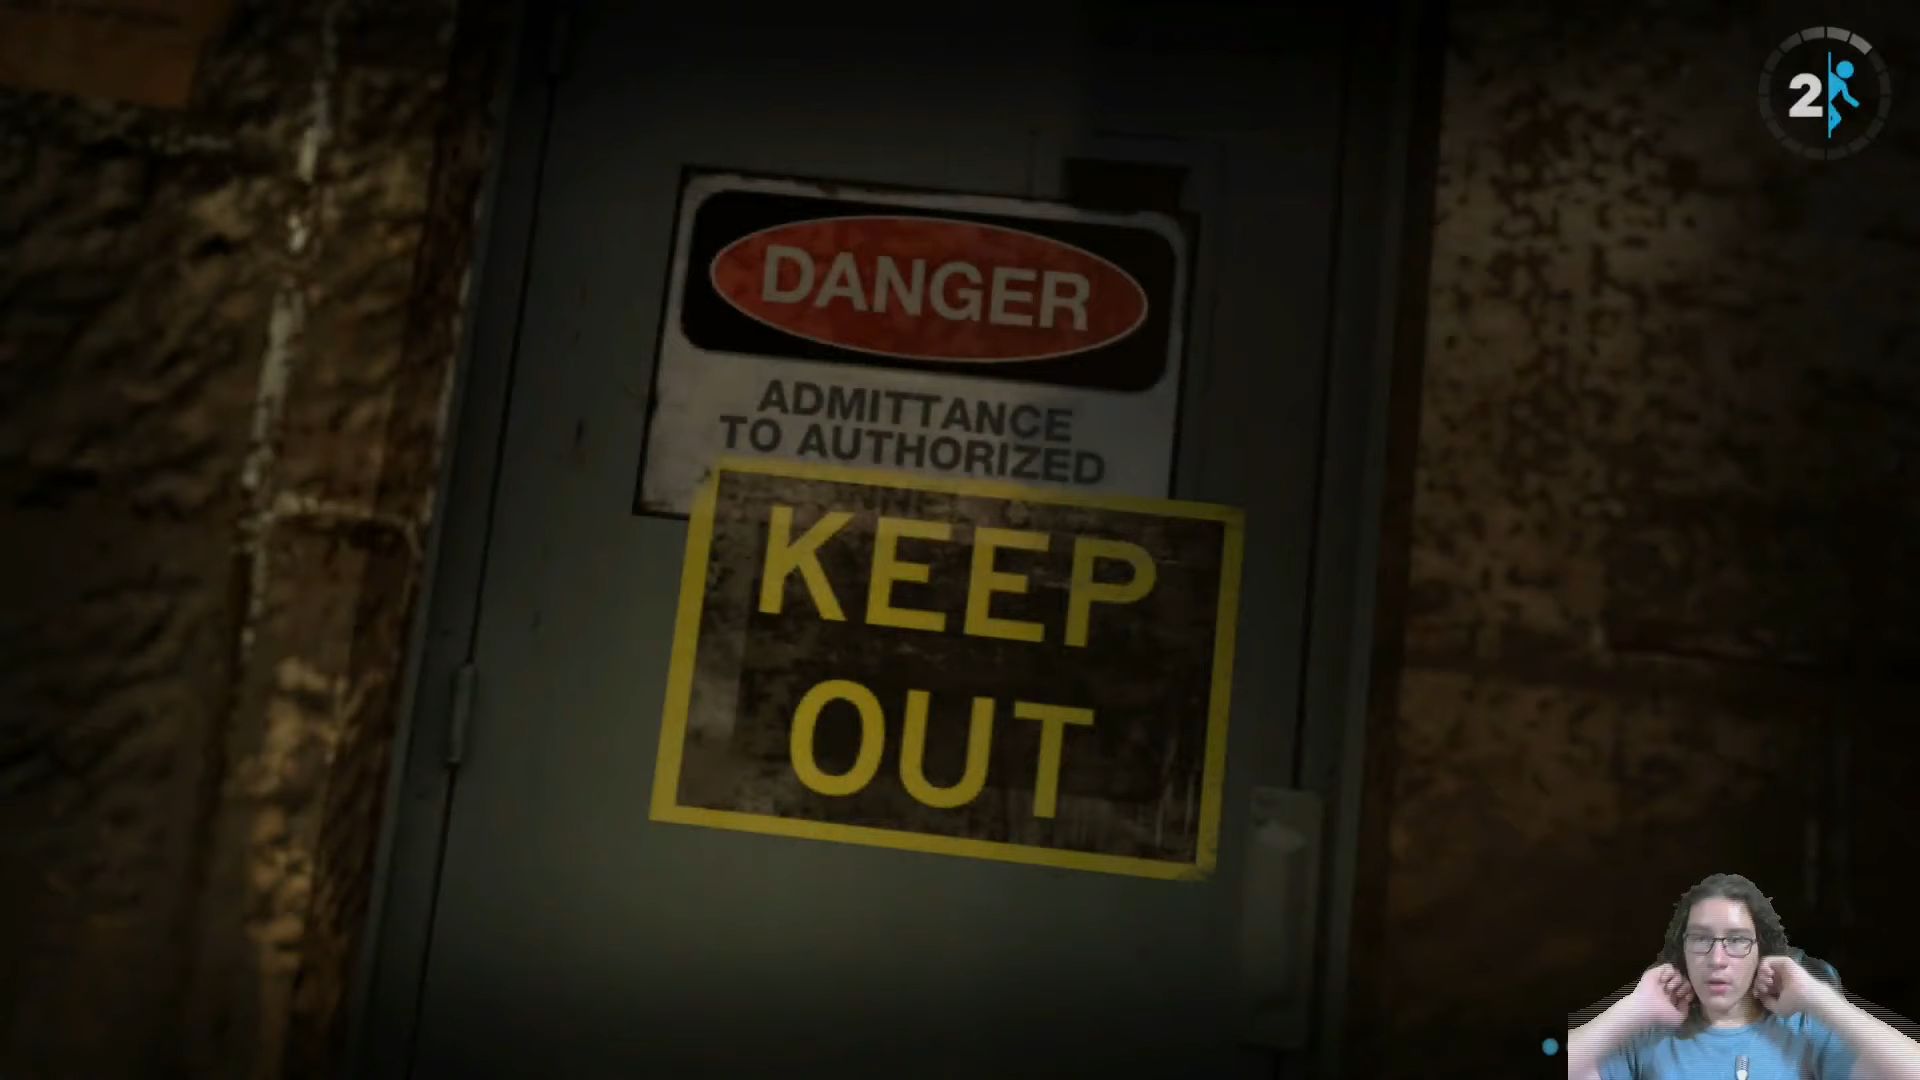 2
DANGER
ADMITTANCE
TO AUTHORIZED
KEEP
OUT